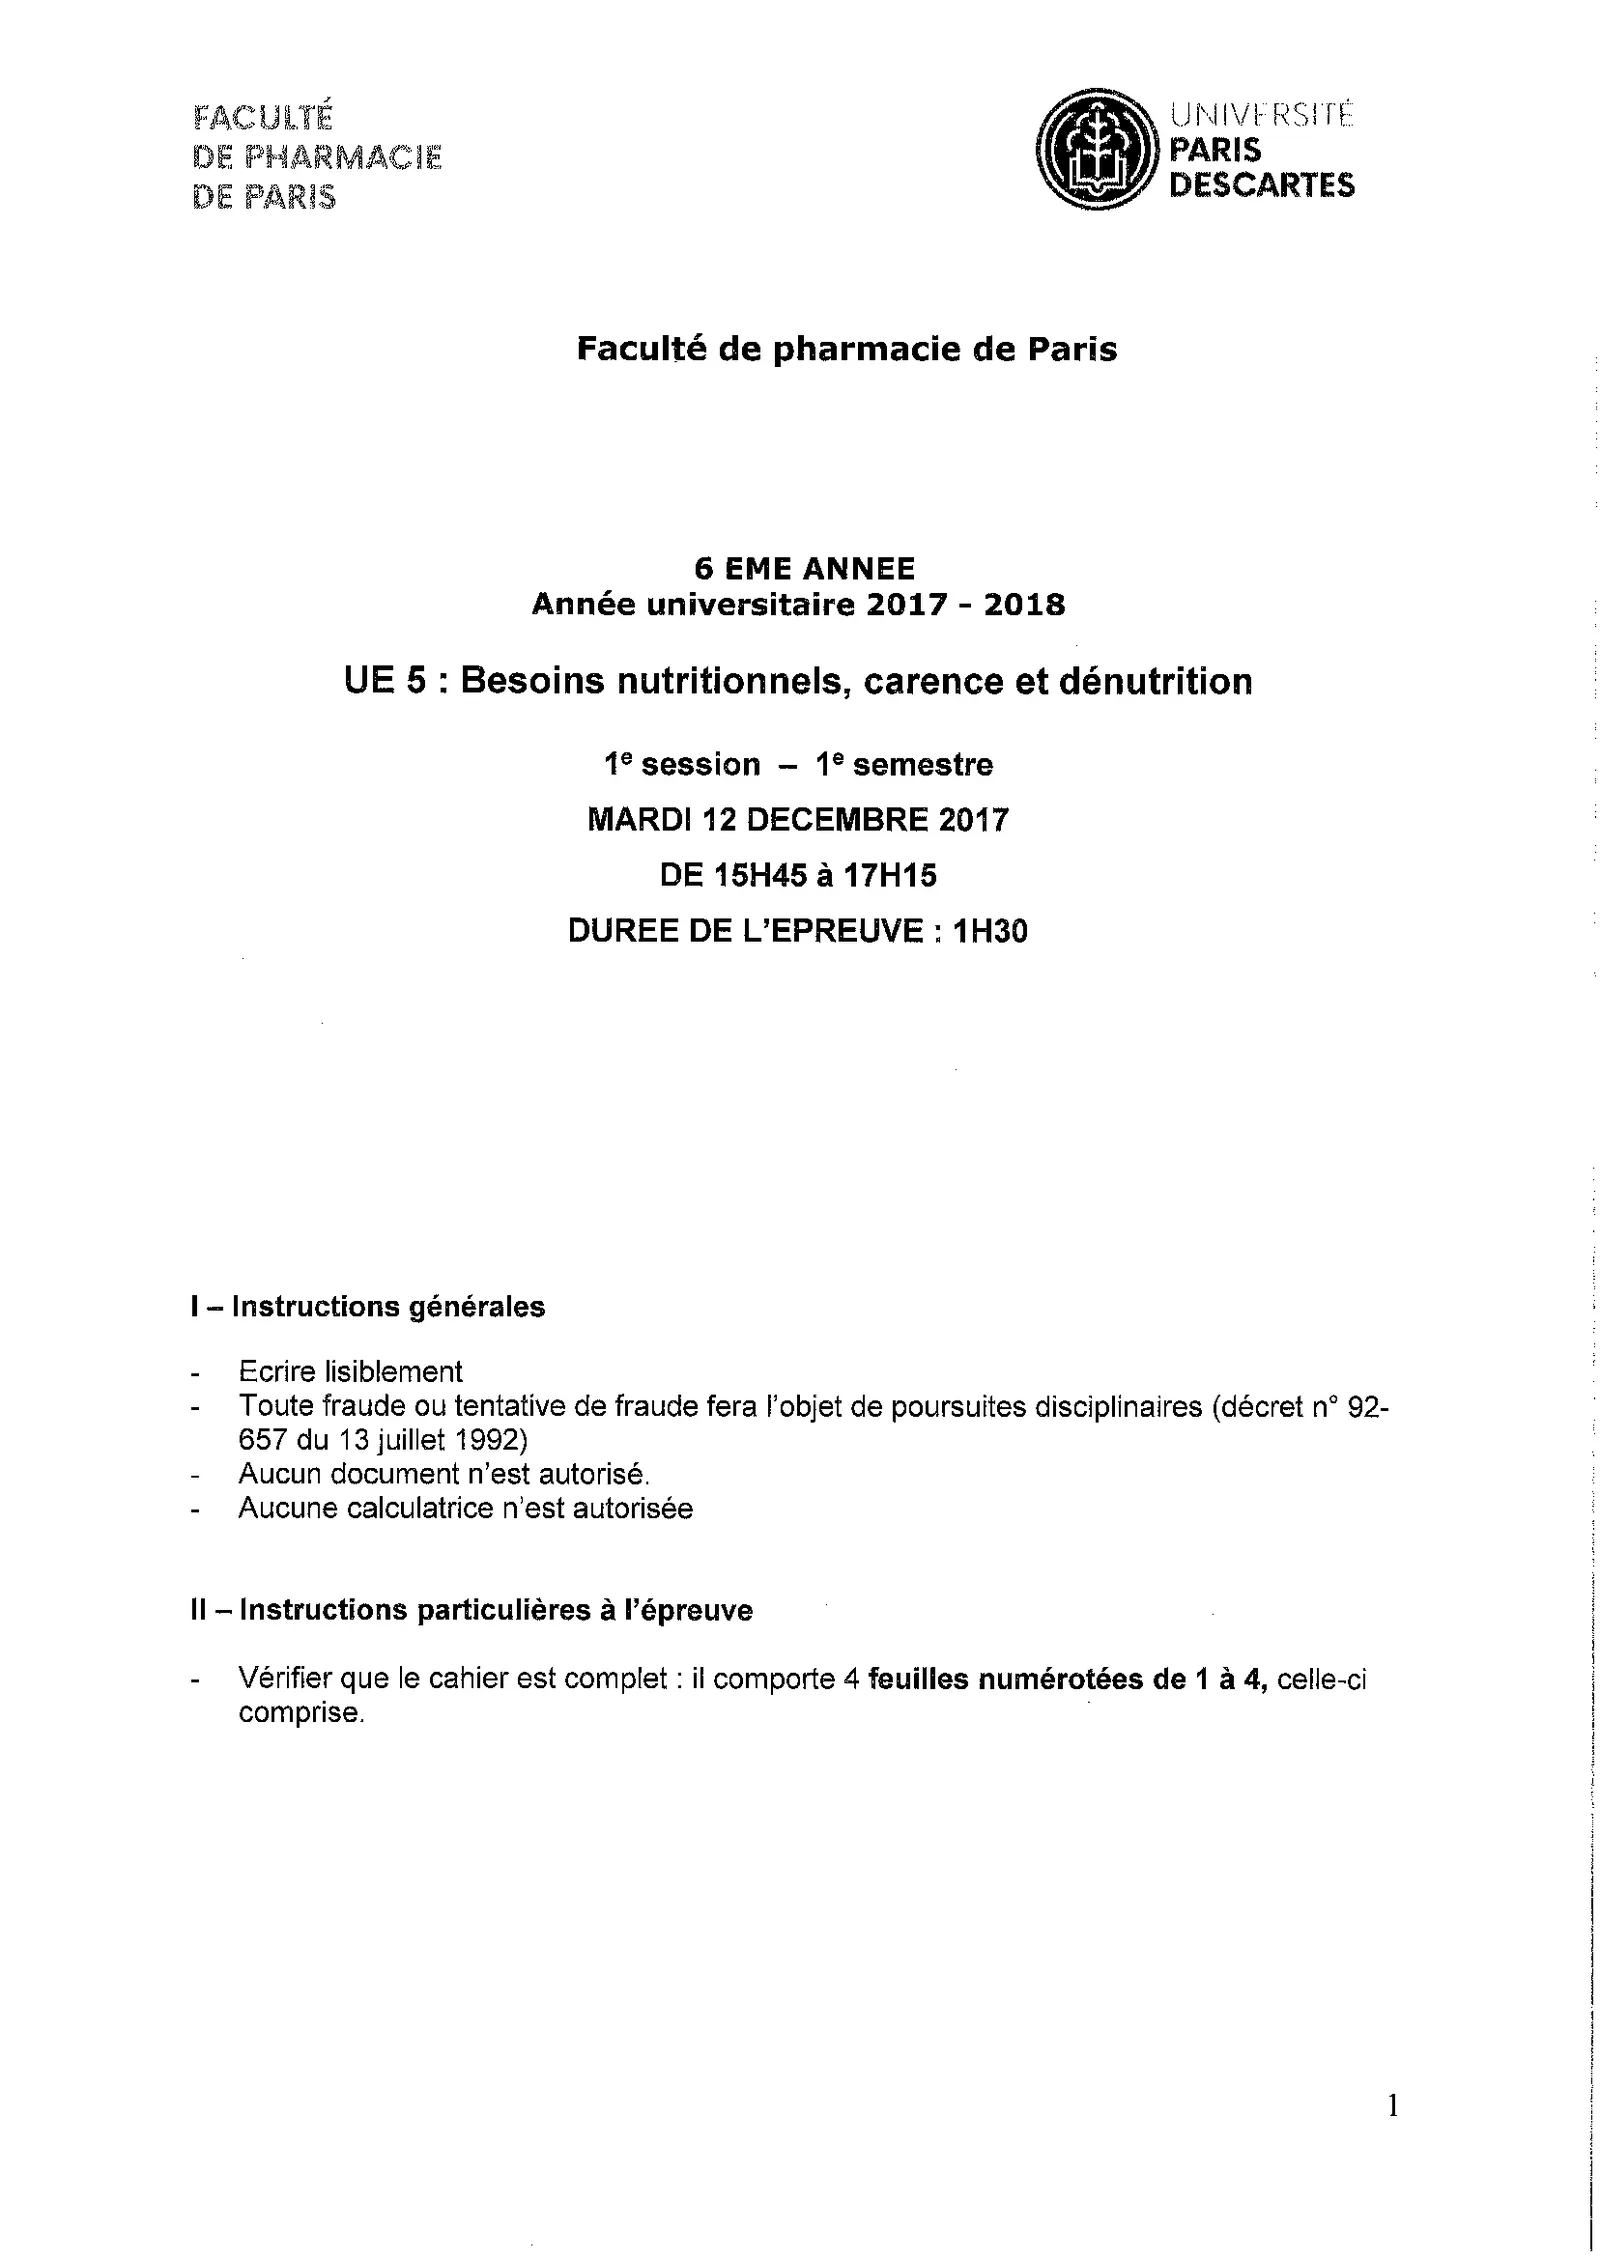 FACULTÉ
DE PHARMACIE
DE PARIS
UNIVERSITÉ
PARIS
DESCARTES
Faculté de pharmacie de Paris
6 EME ANNEE
Année universitaire 2017 - 2018
UE 5 : Besoins nutritionnels, carence et dénutrition
1e session – 1e semestre
MARDI 12 DECEMBRE 2017
DE 15H45 à 17H15
DUREE DE L'EPREUVE : 1H30
I – Instructions générales
- Ecrire lisiblement
- Toute fraude ou tentative de fraude fera l'objet de poursuites disciplinaires (décret n° 92-
657 du 13 juillet 1992)
- Aucun document n'est autorisé.
- Aucune calculatrice n'est autorisée
II – Instructions particulières à l'épreuve
- Vérifier que le cahier est complet : il comporte 4 feuilles numérotées de 1 à 4, celle-ci
comprise.
1